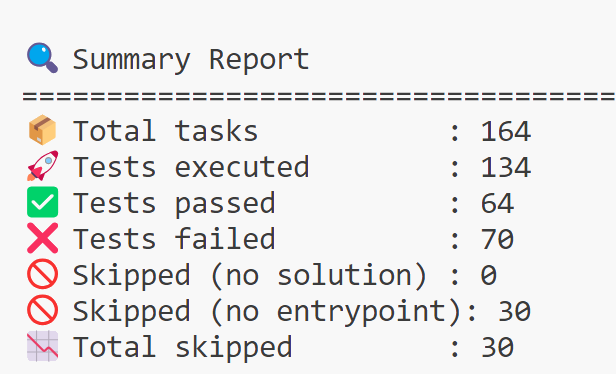 🔍 Summary Report
===================================
📦 Total tasks : 164
🚀 Tests executed : 134
✅ Tests passed : 64
❌ Tests failed : 70
🚫 Skipped (no solution) : 0
🚫 Skipped (no entrypoint): 30
📉 Total skipped : 30